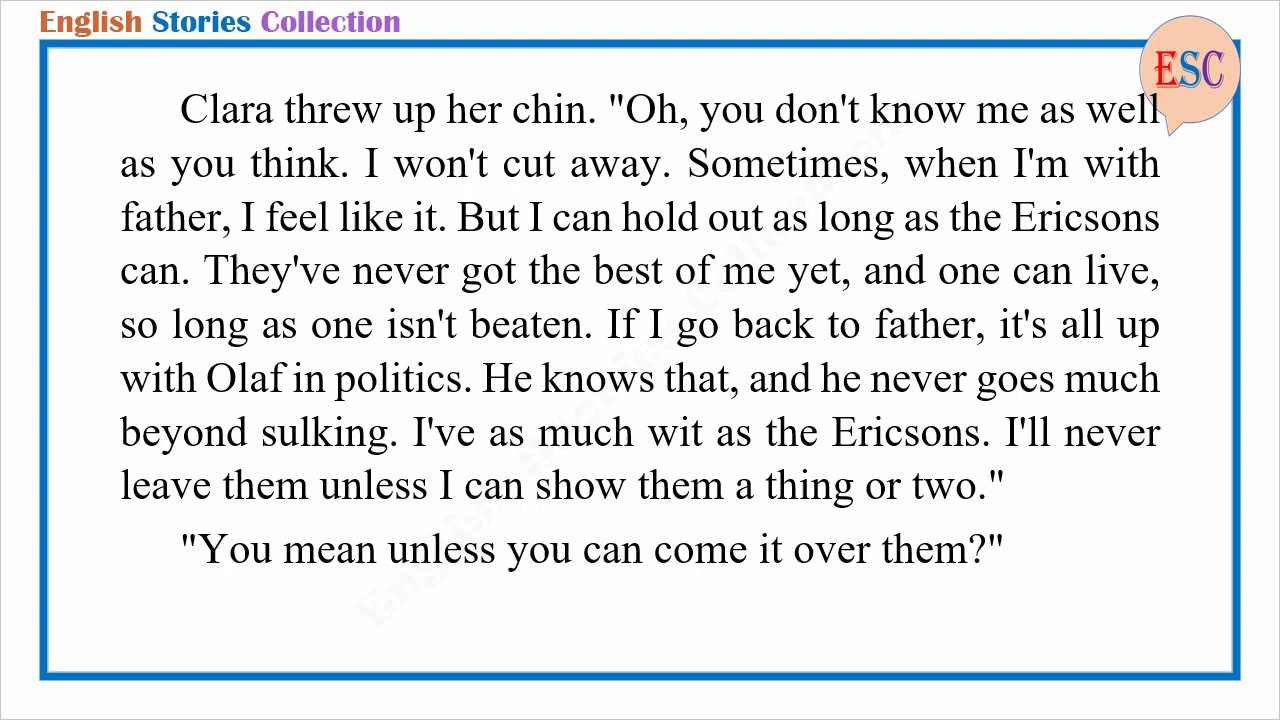 English Stories Collection
ESC
Clara threw up her chin. "Oh, you don't know me as well
as you think. I won't cut away. Sometimes, when I'm with
father, I feel like it. But I can hold out as long as the Ericsons
can. They've never got the best of me yet, and one can live,
so long as one isn't beaten. If I go back to father, it's all up
with Olaf in politics. He knows that, and he never goes much
beyond sulking. I've as much wit as the Ericsons. I'll never
leave them unless I can show them a thing or two."
"You mean unless you can come it over them?"
English Stories Collection